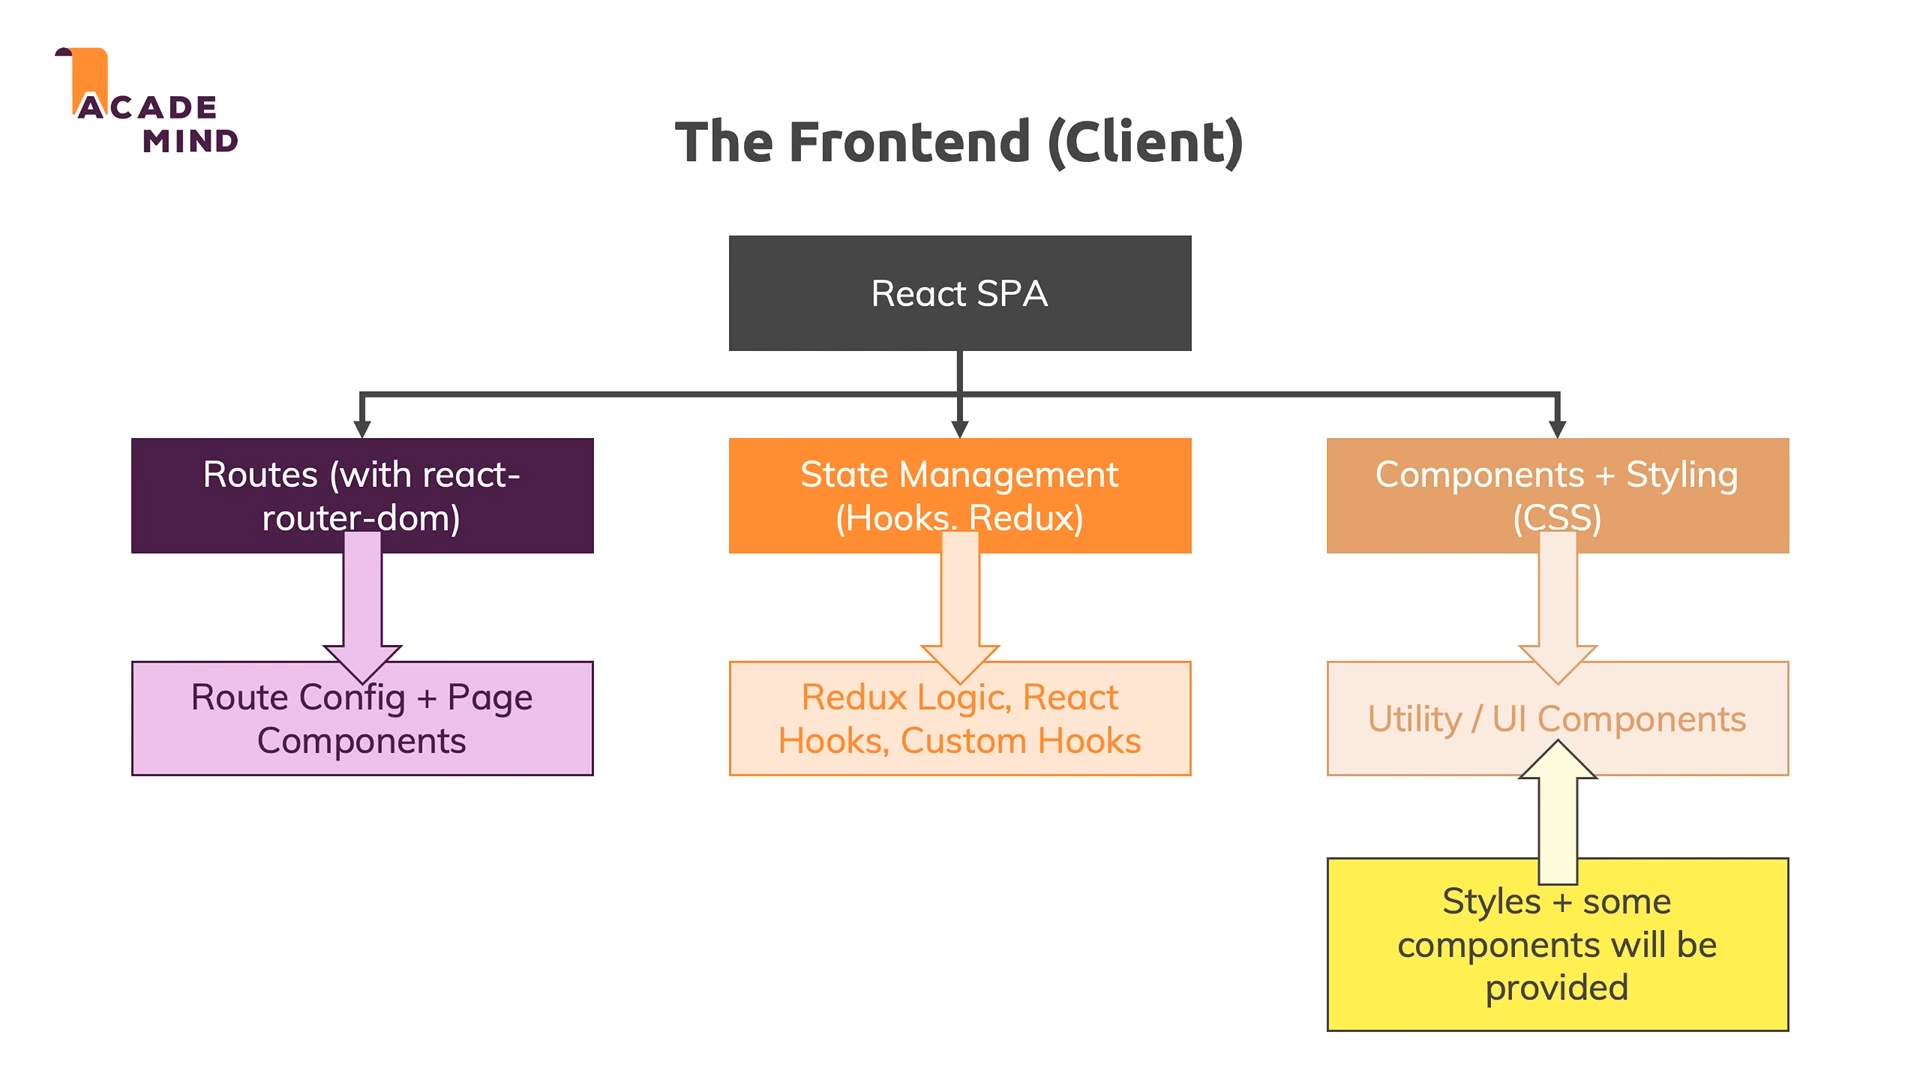 ACADE
MIND
The Frontend (Client)
React SPA
Routes (with react-
router-dom)
State Management
(Hooks, Redux)
Components + Styling
(CSS)
Route Config + Page
Components
Redux Logic, React
Hooks, Custom Hooks
Utility / UI Components
Styles + some
components will be
provided